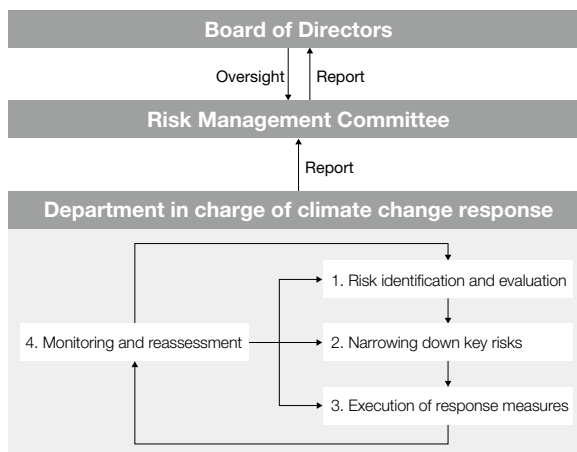 Board of Directors
Oversight
Report
Risk Management Committee
Report
Department in charge of climate change response
1. Risk identification and evaluation
4. Monitoring and reassessment
2. Narrowing down key risks
3. Execution of response measures